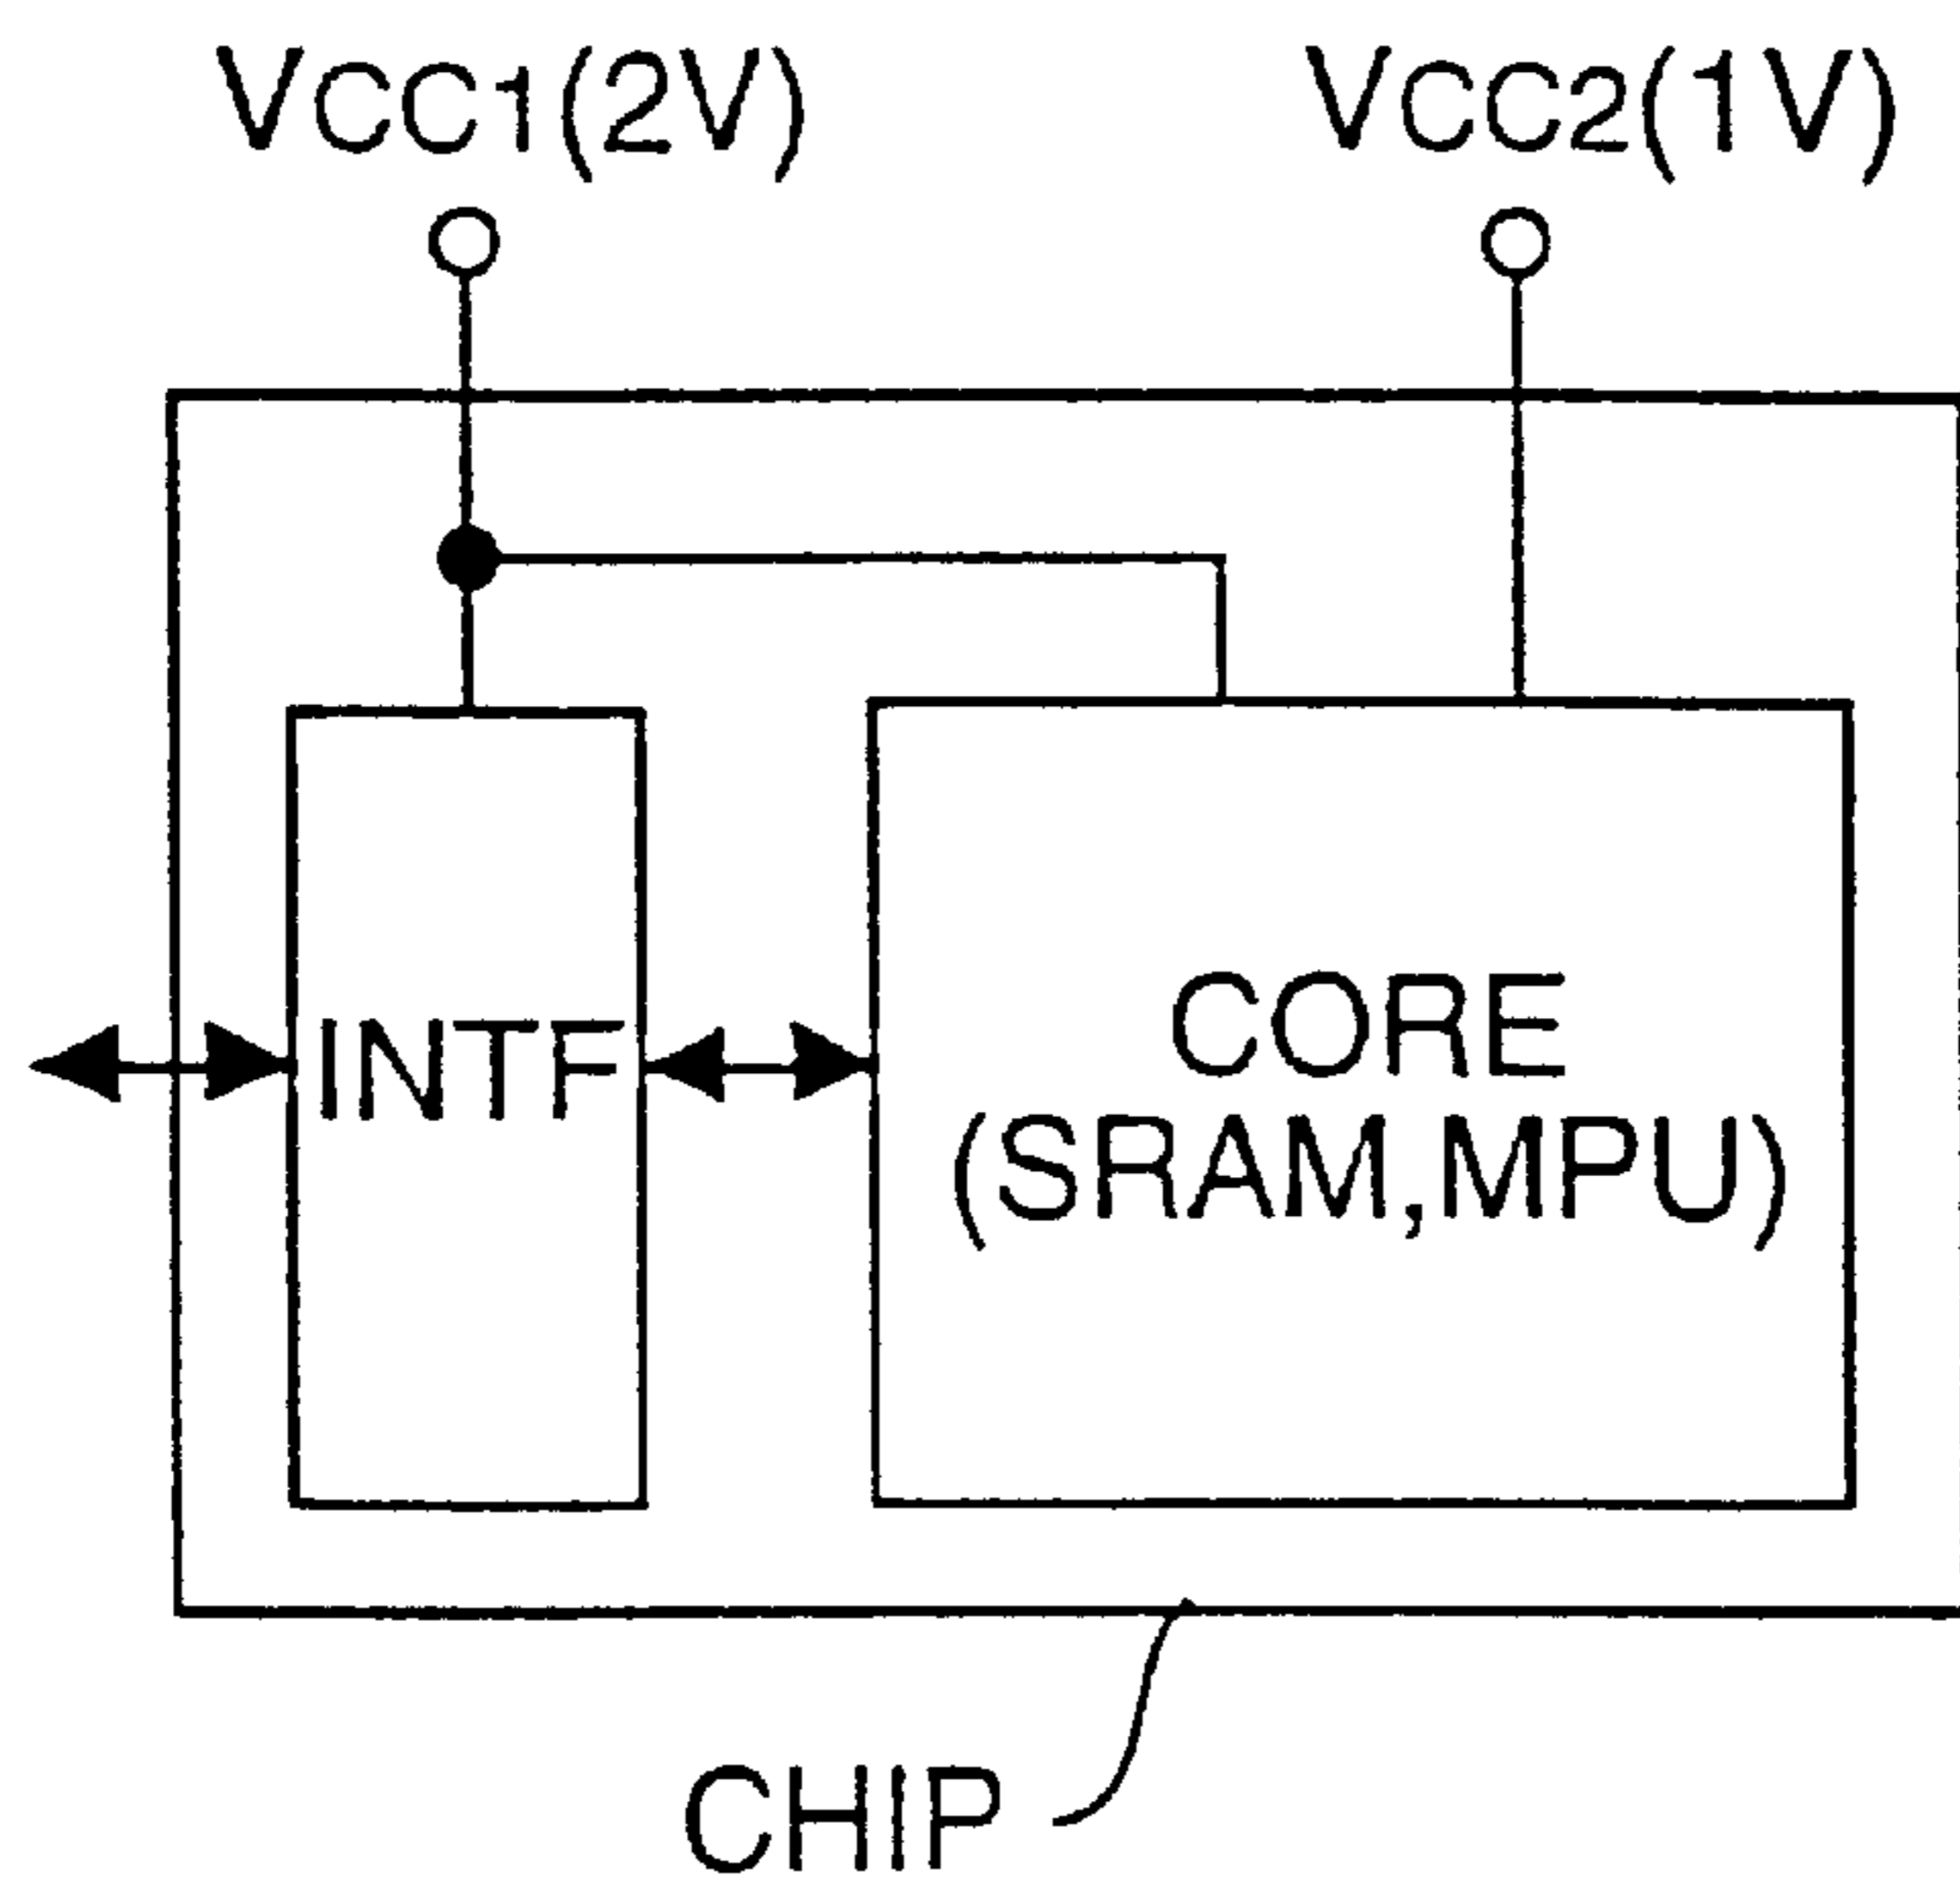 VCC1(2V)
VCC2(1V)
INTF
CORE
(SRAM,MPU)
CHIP